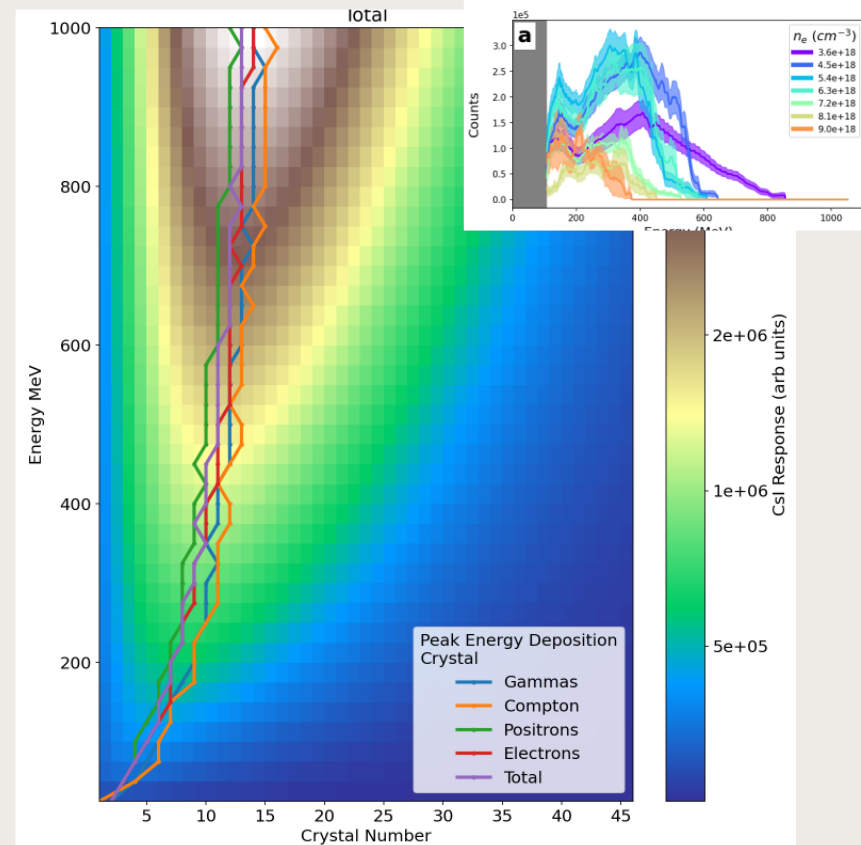 Total
1000
800
600
400
200
Energy MeV
5
10
15
20
25
30
35
40
45
Crystal Number
Peak Energy Deposition
Crystal
Gammas
Compton
Positrons
Electrons
Total
2e+06
1e+06
5e+05
CsI Response (arb units)
1e5
a
3.0
2.5
2.0
1.5
1.0
0.5
0.0
Counts
0
200
400
600
800
1000
Energy (MeV)
n_e (cm⁻³)
3.6e+18
4.5e+18
5.4e+18
6.3e+18
7.2e+18
8.1e+18
9.0e+18